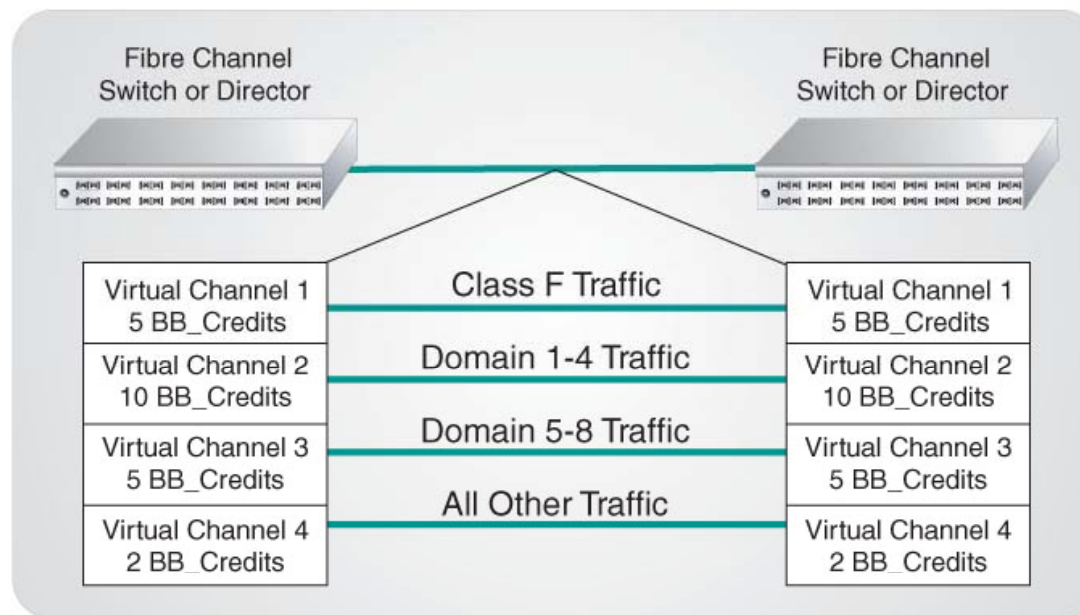 Fibre Channel
Switch or Director
Fibre Channel
Switch or Director
Virtual Channel 1
5 BB_Credits
Class F Traffic
Virtual Channel 1
5 BB_Credits
Virtual Channel 2
10 BB_Credits
Domain 1-4 Traffic
Virtual Channel 2
10 BB_Credits
Virtual Channel 3
5 BB_Credits
Domain 5-8 Traffic
Virtual Channel 3
5 BB_Credits
Virtual Channel 4
2 BB_Credits
All Other Traffic
Virtual Channel 4
2 BB_Credits